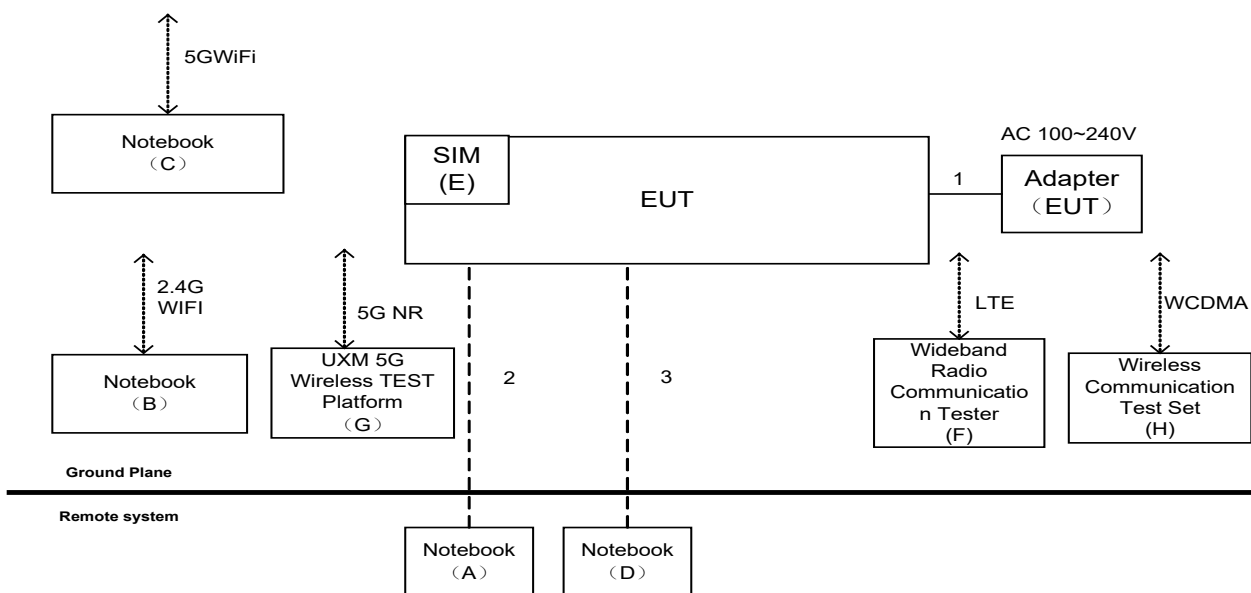 5GWiFi
Notebook
（C）
SIM
(E)
EUT
1
AC 100~240V
Adapter
（EUT）
2.4G
WIFI
5G NR
LTE
WCDMA
Notebook
（B）
UXM 5G
Wireless TEST
Platform
（G）
2
3
Wideband
Radio
Communicatio
n Tester
(F)
Wireless
Communication
Test Set
(H)
Ground Plane
Remote system
Notebook
（A）
Notebook
（D）